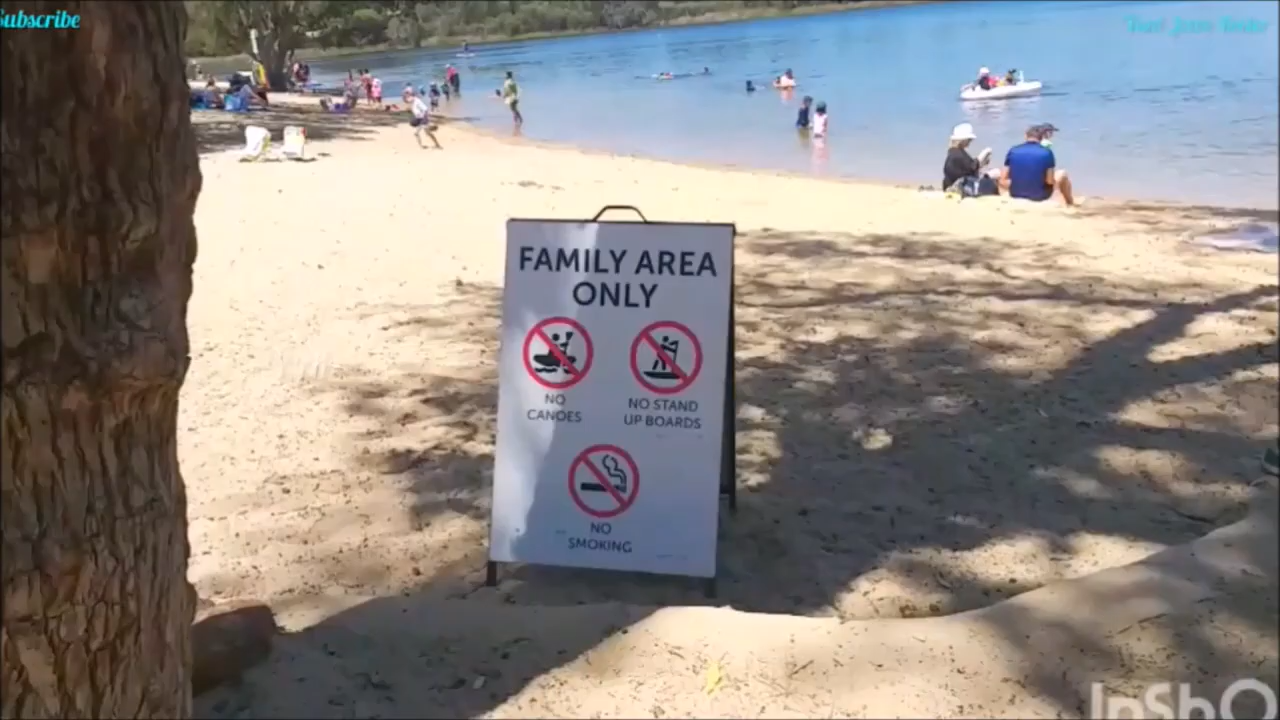 Subscribe
FAMILY AREA
ONLY
NO
CANOES
NO STAND
UP BOARDS
NO
SMOKING
InShO